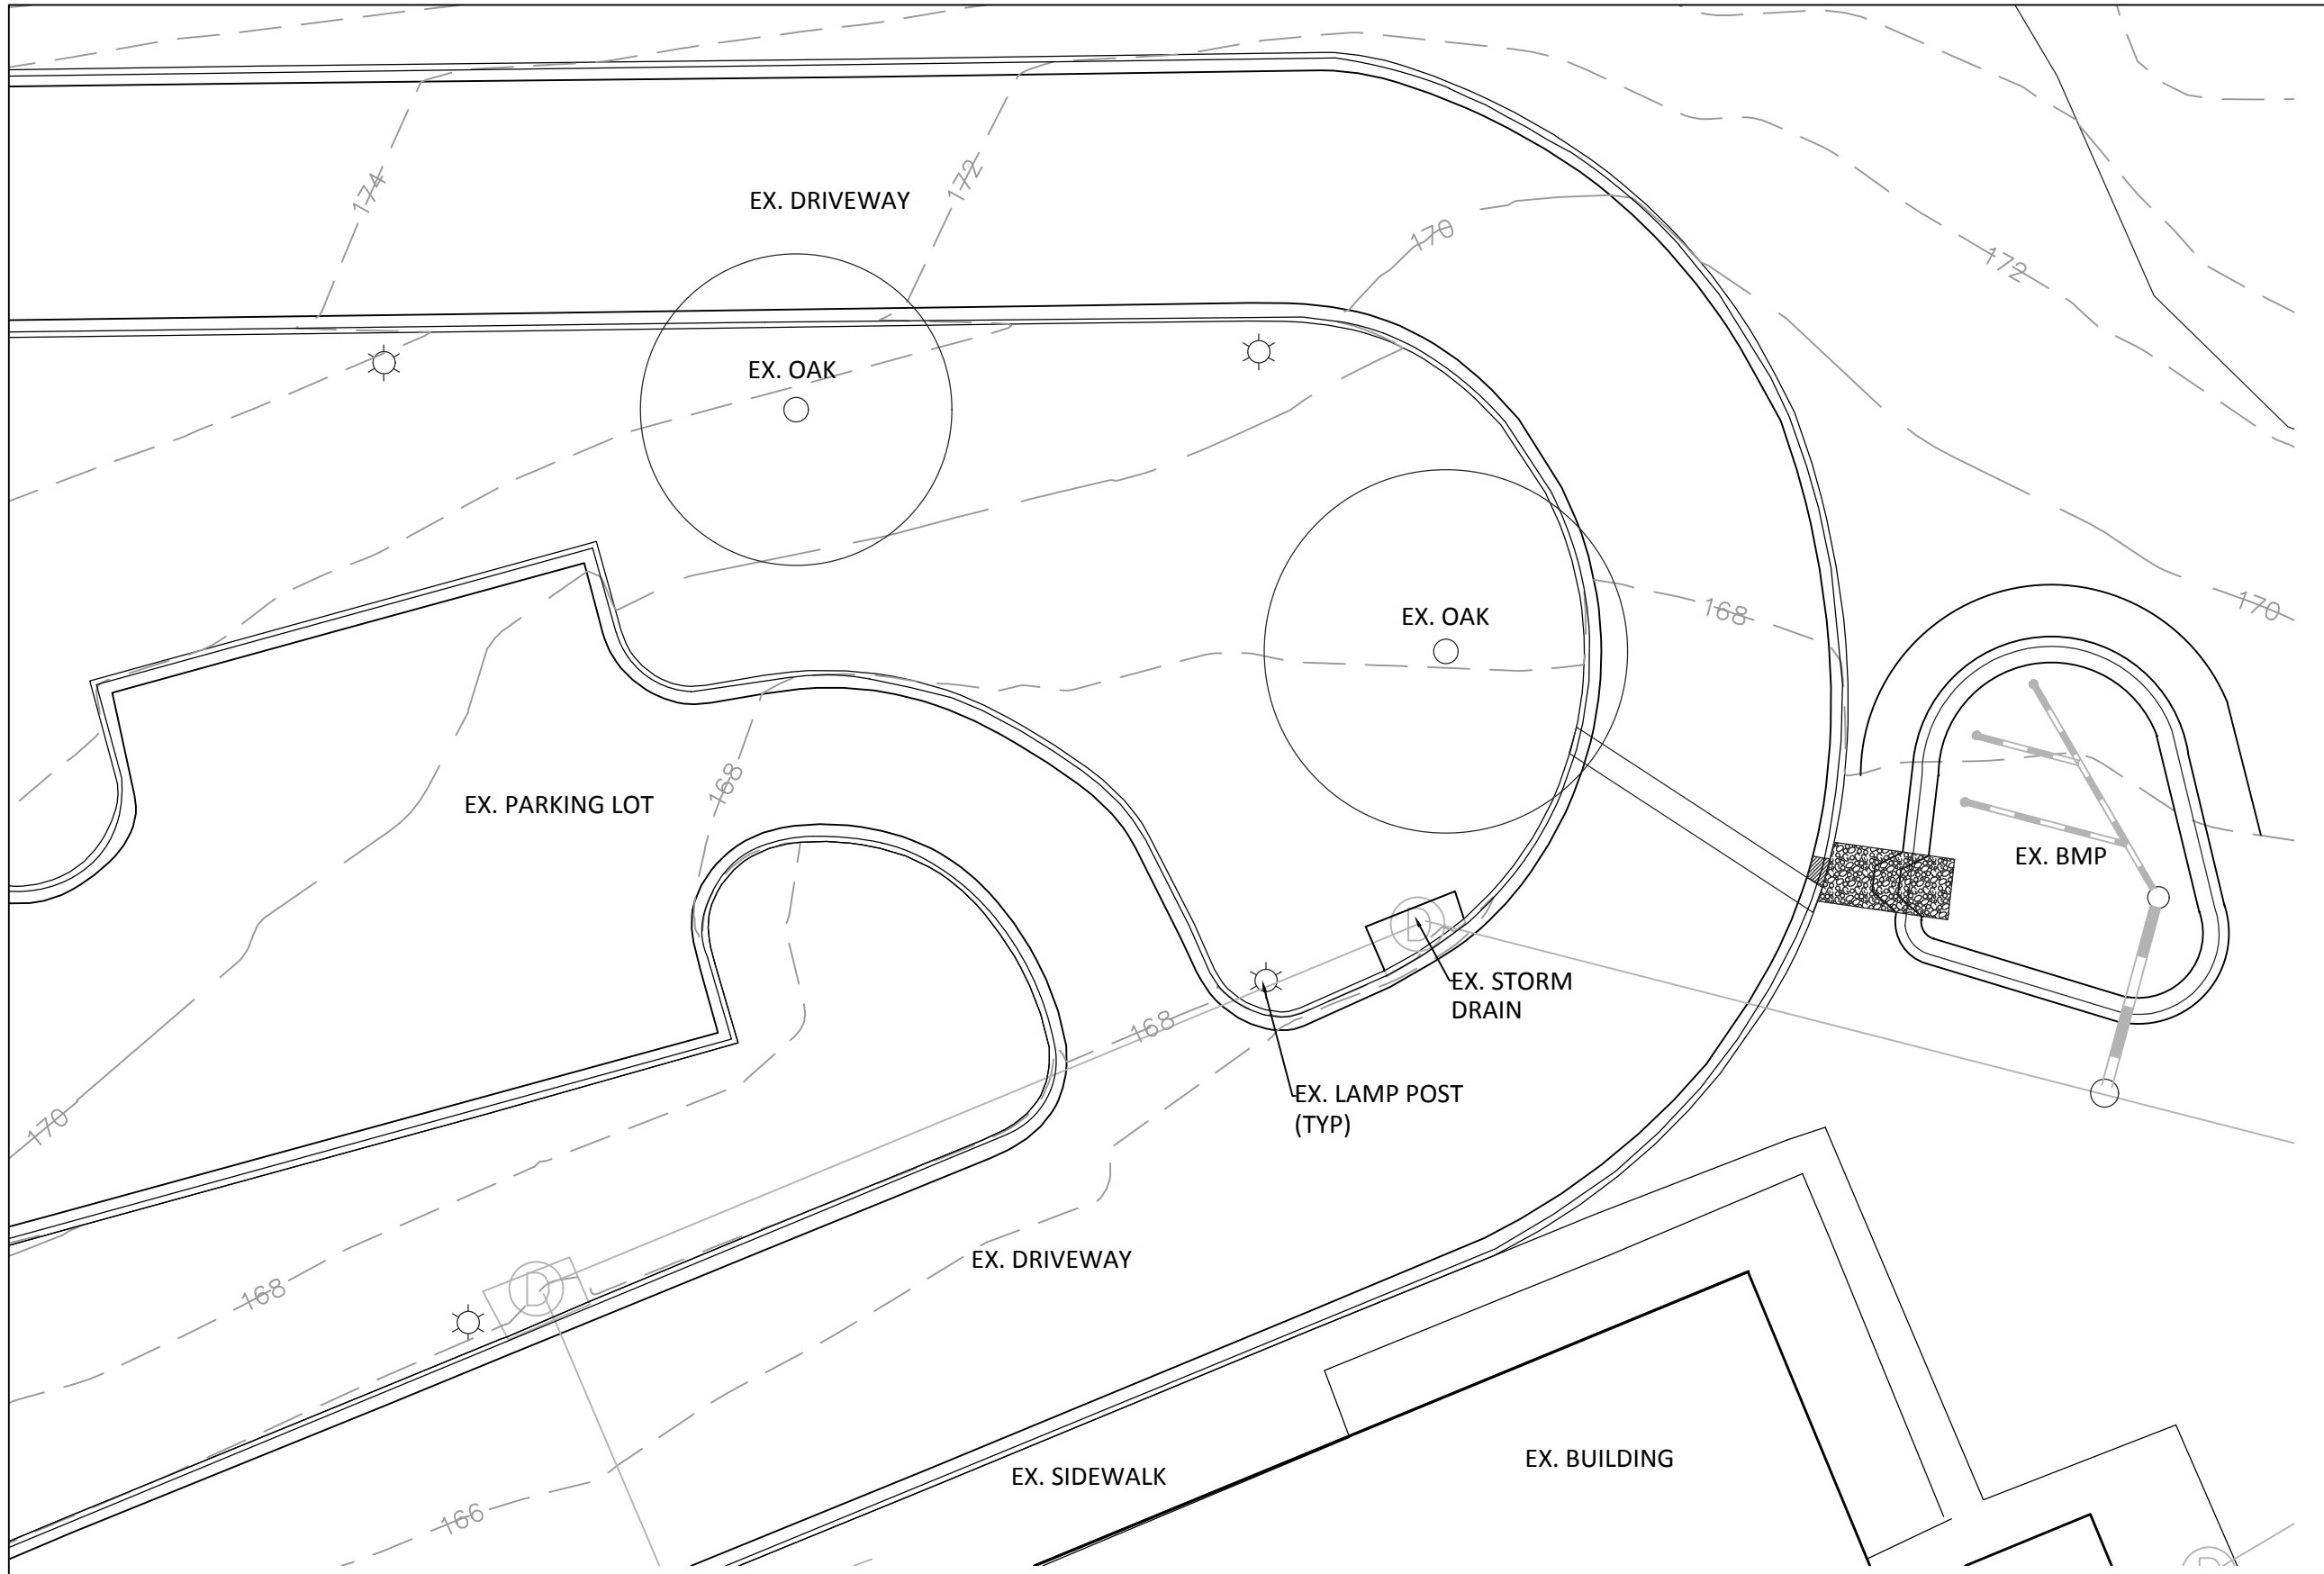 174
172
EX. DRIVEWAY
170
172
EX. OAK
EX. OAK
168
170
168
EX. PARKING LOT
EX. BMP
D
EX. STORM
DRAIN
168
EX. LAMP POST
(TYP)
170
EX. DRIVEWAY
D
168
EX. BUILDING
EX. SIDEWALK
166
D